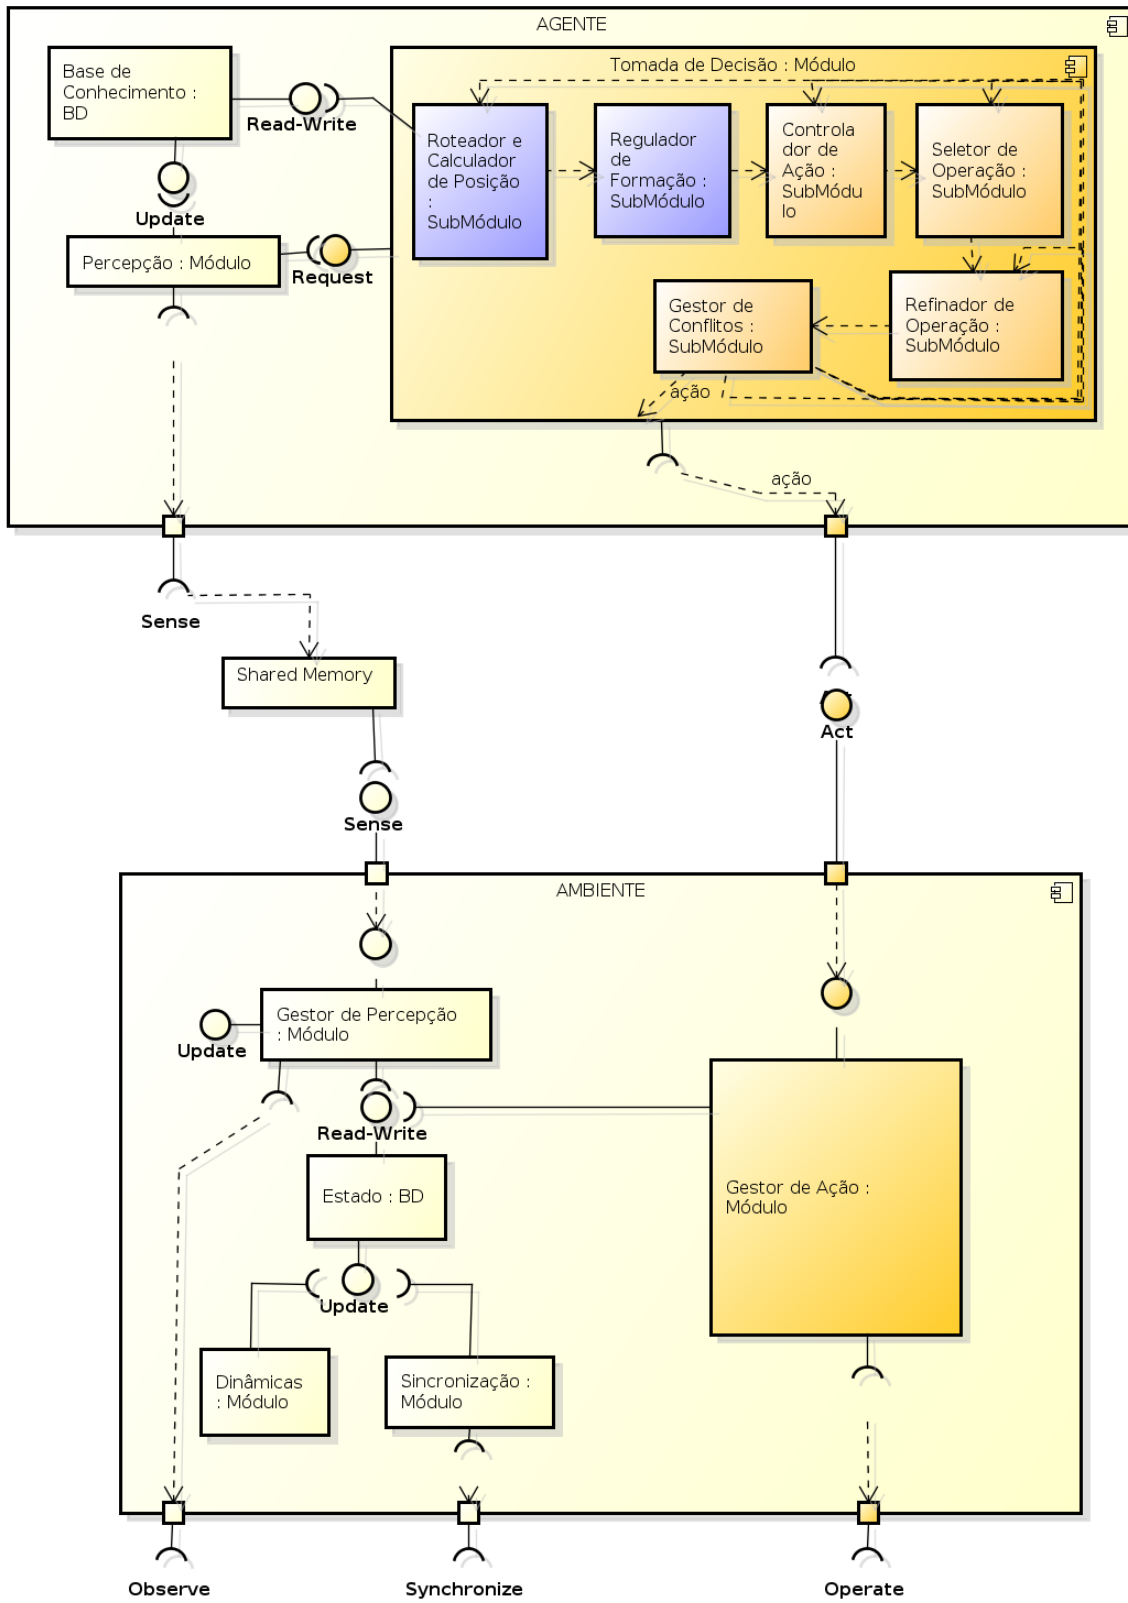 AGENTE
Base de
Conhecimento :
BD
Read-Write
Update
Percepção : Módulo
Request
Tomada de Decisão : Módulo
Roteador e
Calculador
de Posição
:
SubMódulo
Regulador
de
Formação :
SubMódulo
Controla
dor de
Ação :
SubMódu
lo
Seletor de
Operação :
SubMódulo
Gestor de
Conflitos :
SubMódulo
Refinador de
Operação :
SubMódulo
ação
ação
Sense
Shared Memory
Sense
Act
AMBIENTE
Gestor de Percepção
: Módulo
Update
Read-Write
Estado : BD
Update
Gestor de Ação :
Módulo
Dinâmicas
: Módulo
Sincronização :
Módulo
Observe
Synchronize
Operate